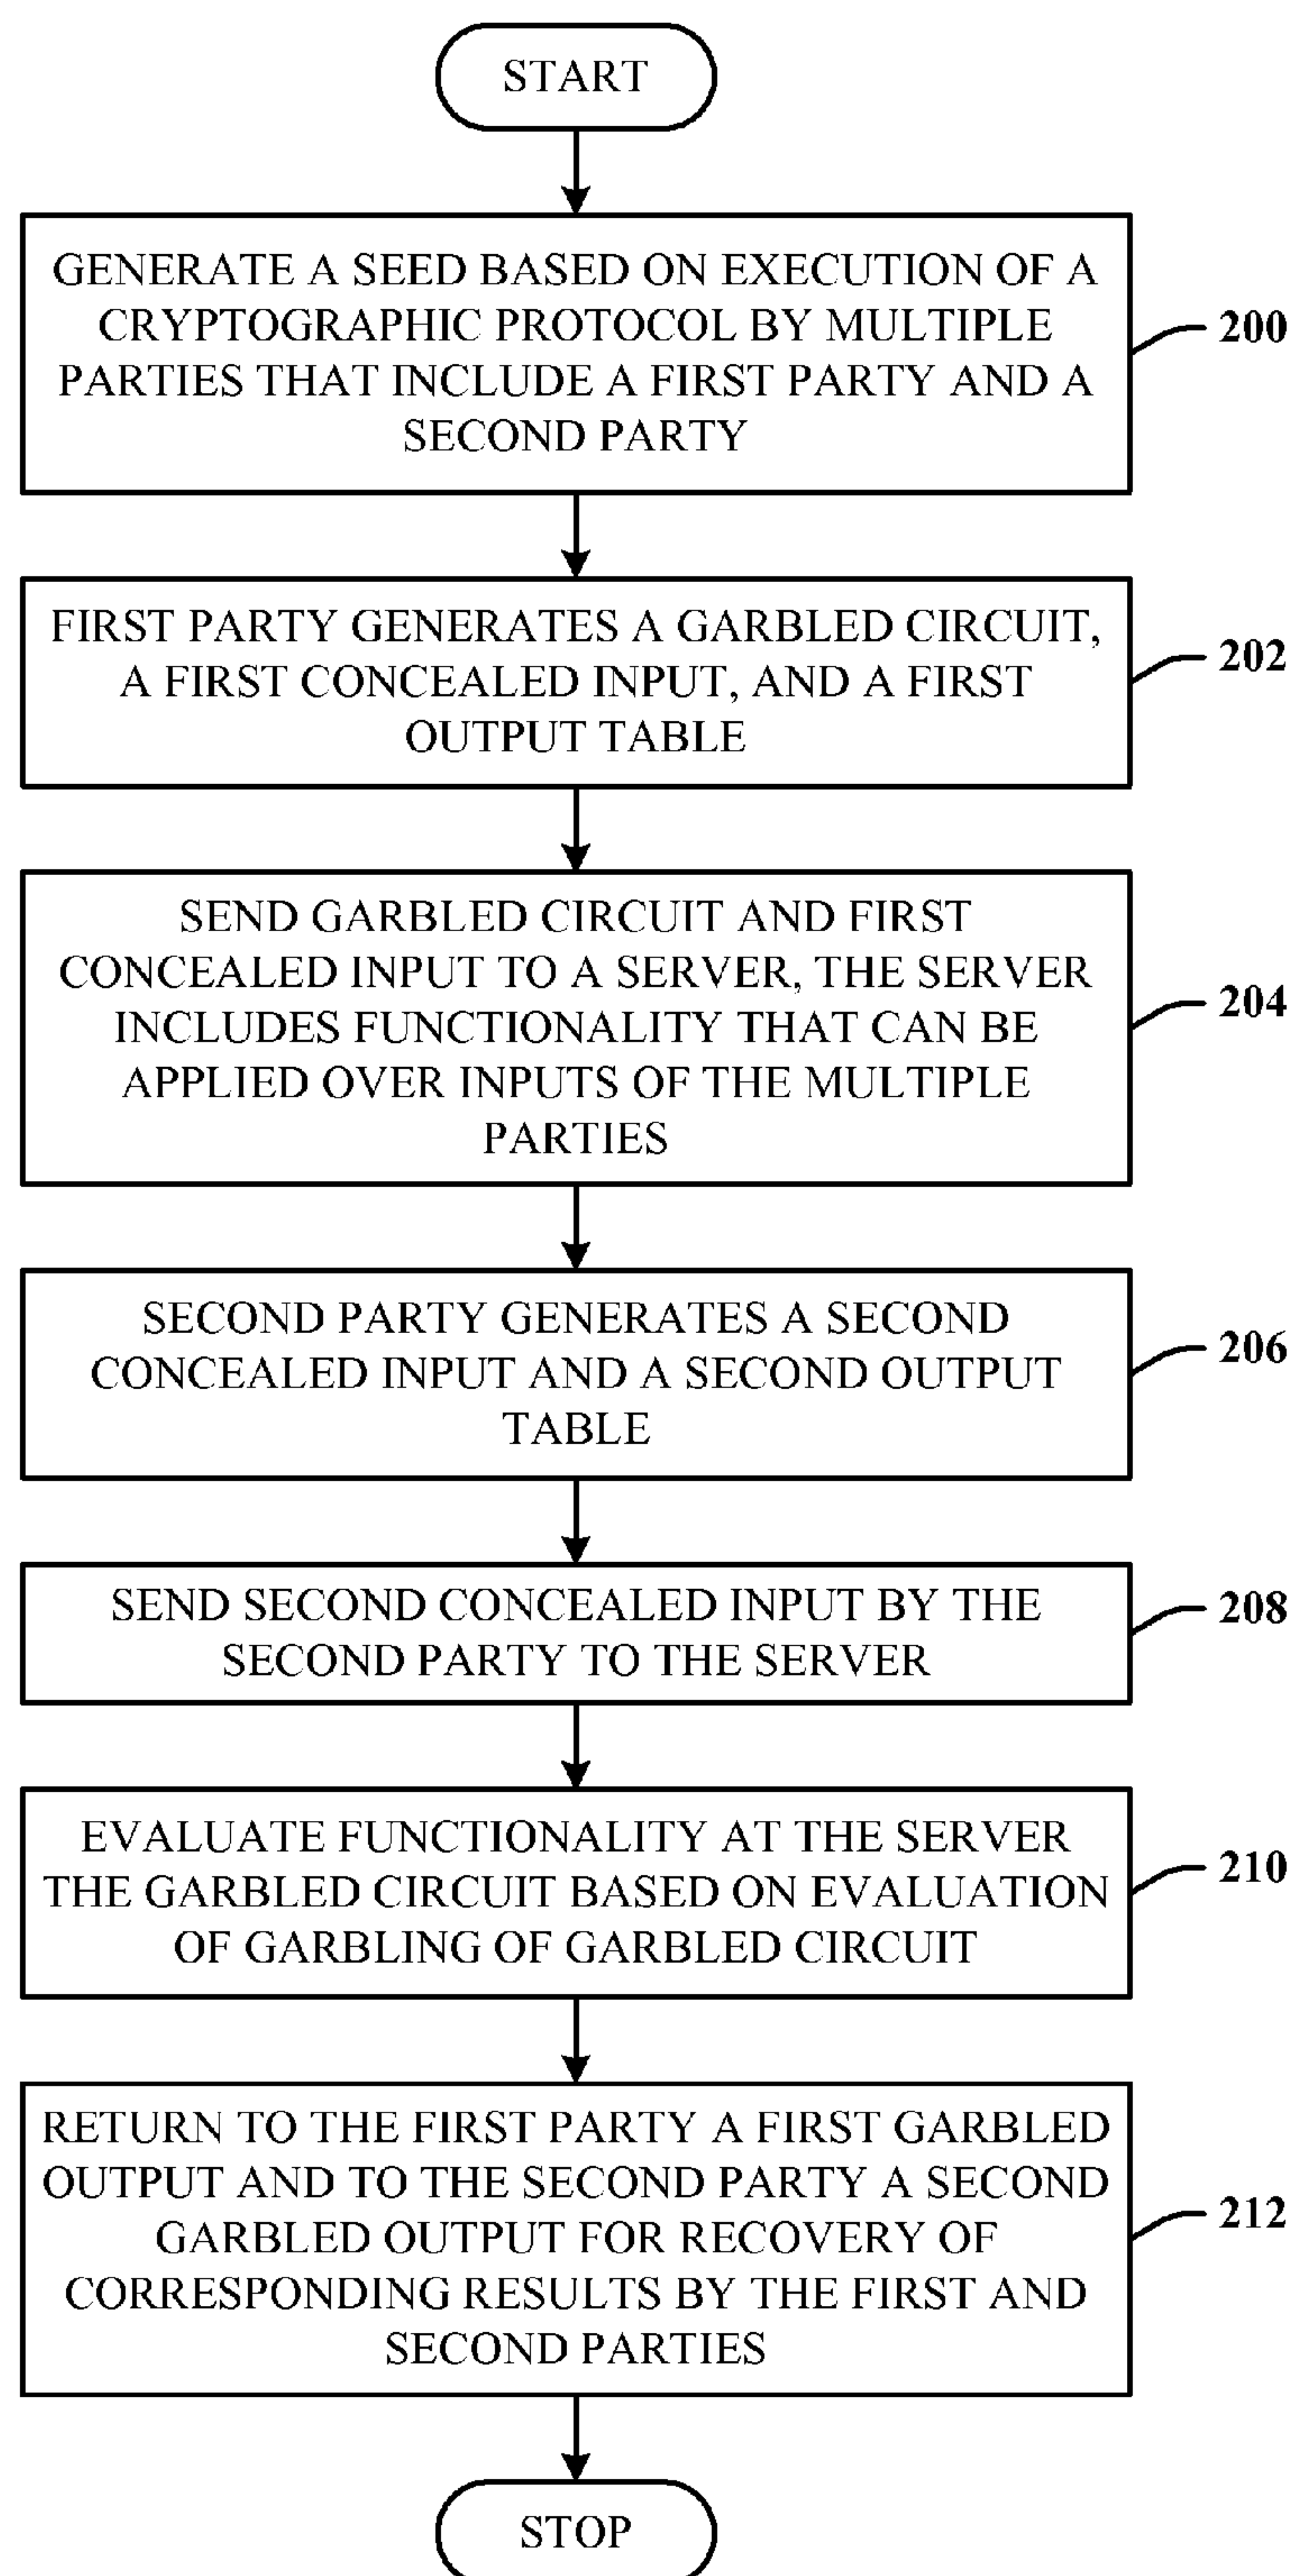 START
GENERATE A SEED BASED ON EXECUTION OF A
CRYPTOGRAPHIC PROTOCOL BY MULTIPLE
PARTIES THAT INCLUDE A FIRST PARTY AND A
SECOND PARTY
200
FIRST PARTY GENERATES A GARBLED CIRCUIT,
A FIRST CONCEALED INPUT, AND A FIRST
OUTPUT TABLE
202
SEND GARBLED CIRCUIT AND FIRST
CONCEALED INPUT TO A SERVER, THE SERVER
INCLUDES FUNCTIONALITY THAT CAN BE
APPLIED OVER INPUTS OF THE MULTIPLE
PARTIES
204
SECOND PARTY GENERATES A SECOND
CONCEALED INPUT AND A SECOND OUTPUT
TABLE
206
SEND SECOND CONCEALED INPUT BY THE
SECOND PARTY TO THE SERVER
208
EVALUATE FUNCTIONALITY AT THE SERVER
THE GARBLED CIRCUIT BASED ON EVALUATION
OF GARBLING OF GARBLED CIRCUIT
210
RETURN TO THE FIRST PARTY A FIRST GARBLED
OUTPUT AND TO THE SECOND PARTY A SECOND
GARBLED OUTPUT FOR RECOVERY OF
CORRESPONDING RESULTS BY THE FIRST AND
SECOND PARTIES
212
STOP